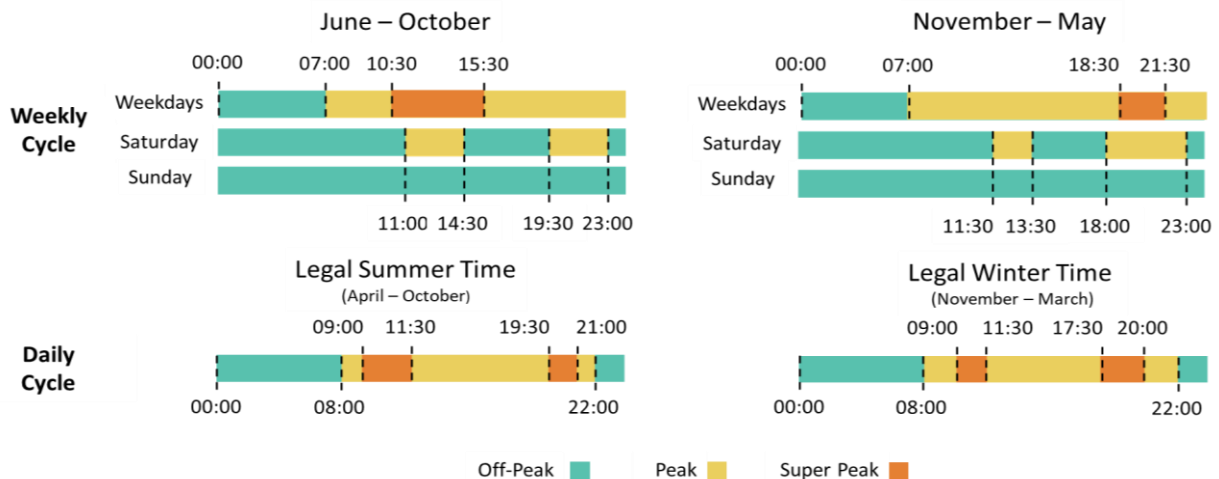 June – October
00:00 07:00 10:30 15:30
Weekly
Cycle
Weekdays
Saturday
Sunday
11:00 14:30 19:30 23:00
November – May
00:00 07:00 18:30 21:30
Weekdays
Saturday
Sunday
11:30 13:30 18:00 23:00
Legal Summer Time
(April – October)
09:00 11:30 19:30 21:00
Daily
Cycle
00:00 08:00 22:00
Legal Winter Time
(November – March)
09:00 11:30 17:30 20:00
00:00 08:00 22:00
Off-Peak Peak Super Peak